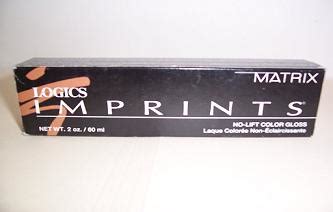 MATRIX
LOGICS
IMPRINTS®
NO-LIFT COLOR GLOSS
Laque Colorée Non-Éclaircissante
NET WT. 2 oz. / 60 ml